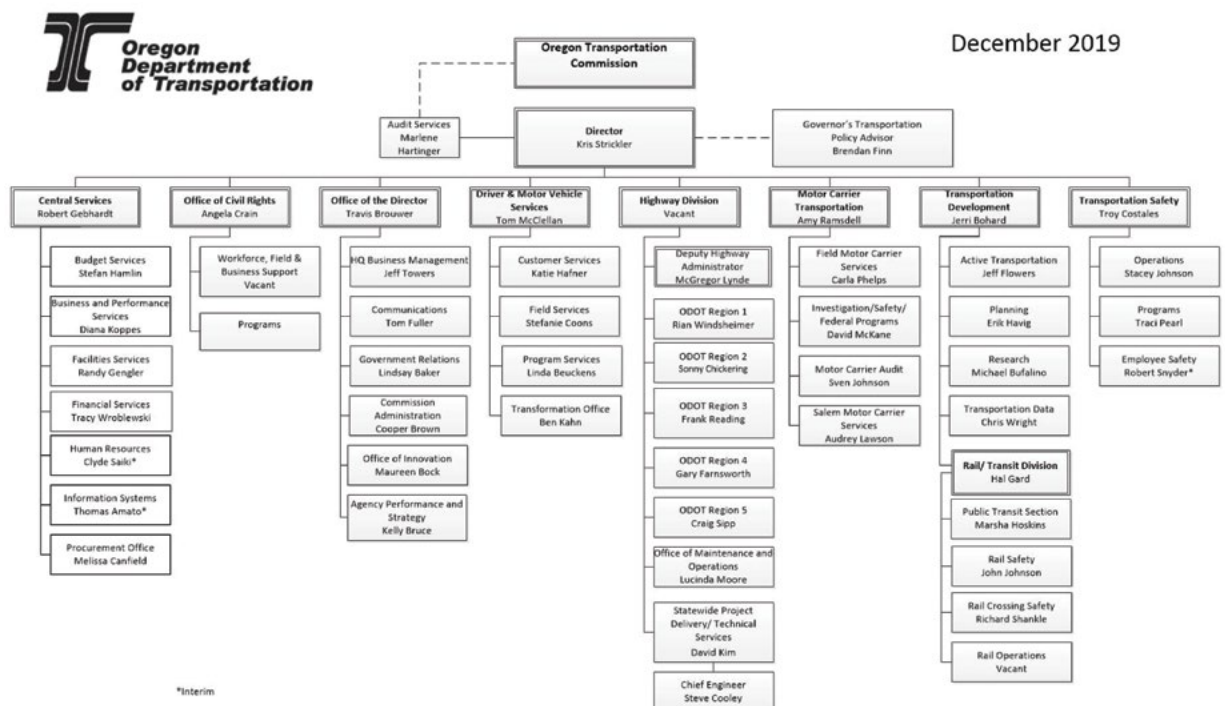 Oregon
Department
of Transportation
December 2019
Oregon Transportation
Commission
Audit Services
Marlene
Hartinger
Director
Kris Strickler
Governor's Transportation
Policy Advisor
Brendan Finn
Central Services
Robert Gebhardt
Budget Services
Stefan Hamlin
Business and Performance
Services
Diana Koppes
Facilities Services
Randy Gengler
Financial Services
Tracy Wroblewski
Human Resources
Clyde Saiki*
Information Systems
Thomas Amato*
Procurement Office
Melissa Canfield
Office of Civil Rights
Angela Crain
Workforce, Field &
Business Support
Vacant
Programs
Office of the Director
Travis Brouwer
HQ Business Management
Jeff Towers
Communications
Tom Fuller
Government Relations
Lindsay Baker
Commission
Administration
Cooper Brown
Office of Innovation
Maureen Bock
Agency Performance and
Strategy
Kelly Bruce
Driver & Motor Vehicle
Services
Tom McClellan
Customer Services
Katie Hafner
Field Services
Stefanie Coons
Program Services
Linda Beuckens
Transformation Office
Ben Kahn
Highway Division
Vacant
Deputy Highway
Administrator
McGregor Lynde
ODOT Region 1
Rian Windsheimer
ODOT Region 2
Sonny Chickering
ODOT Region 3
Frank Reading
ODOT Region 4
Gary Farnsworth
ODOT Region 5
Craig Sipp
Office of Maintenance and
Operations
Lucinda Moore
Statewide Project
Delivery/ Technical
Services
David Kim
Chief Engineer
Steve Cooley
Motor Carrier
Transportation
Amy Ramsdell
Field Motor Carrier
Services
Carla Phelps
Investigation/Safety/
Federal Programs
David McKane
Motor Carrier Audit
Sven Johnson
Salem Motor Carrier
Services
Audrey Lawson
Transportation
Development
Jerri Bohard
Active Transportation
Jeff Flowers
Planning
Erik Havig
Research
Michael Bufalino
Transportation Data
Chris Wright
Rail/ Transit Division
Hal Gard
Public Transit Section
Marsha Hoskins
Rail Safety
John Johnson
Rail Crossing Safety
Richard Shankle
Rail Operations
Vacant
Transportation Safety
Troy Costales
Operations
Stacey Johnson
Programs
Traci Pearl
Employee Safety
Robert Snyder*
*Interim